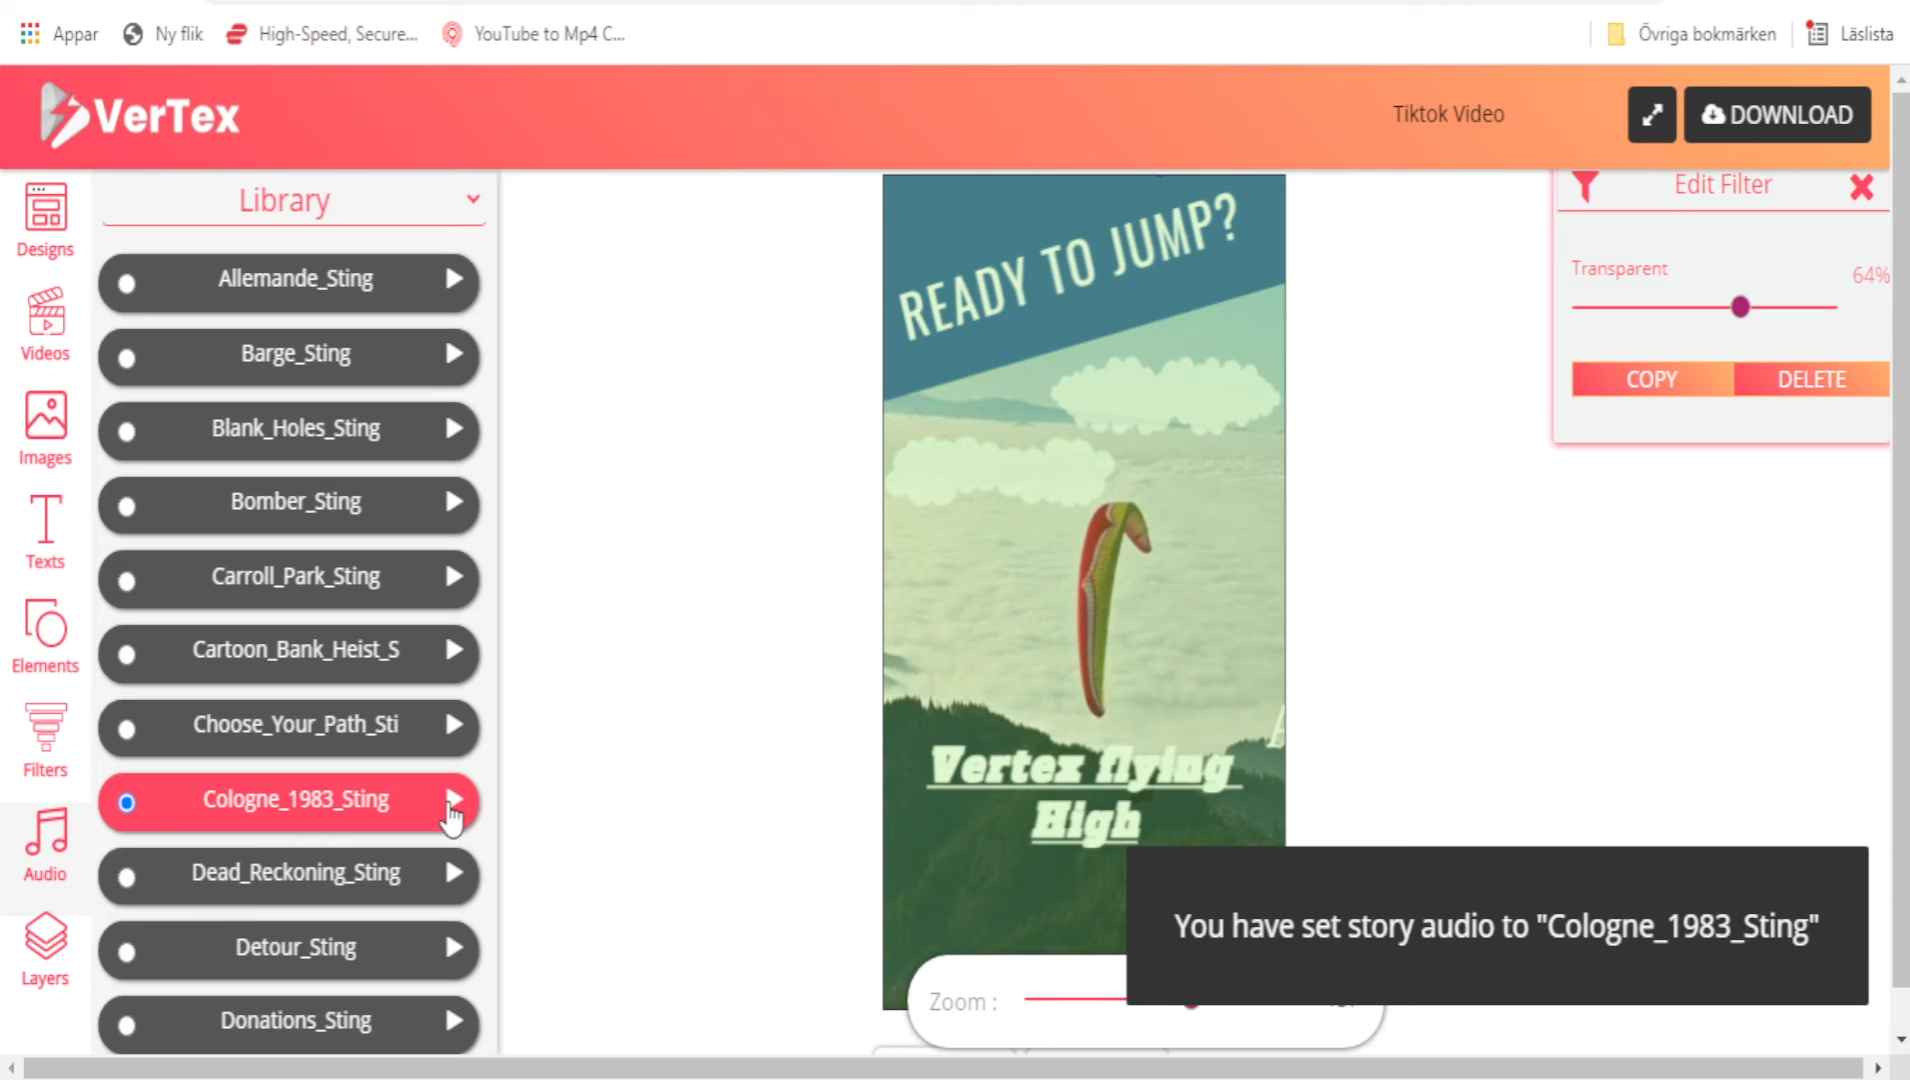 Appar
Ny flik
High-Speed, Secure...
YouTube to Mp4 C...
Övriga bokmärken
Läslista
VerTex
Tiktok Video
DOWNLOAD
Designs
Videos
Images
Texts
Elements
Filters
Audio
Layers
Library
Allemande_Sting
Barge_Sting
Blank_Holes_Sting
Bomber_Sting
Carroll_Park_Sting
Cartoon_Bank_Heist_S
Choose_Your_Path_Sti
Cologne_1983_Sting
Dead_Reckoning_Sting
Detour_Sting
Donations_Sting
READY TO JUMP?
Vertex flying
High
Zoom :
Edit Filter
Transparent
64%
COPY
DELETE
You have set story audio to "Cologne_1983_Sting"